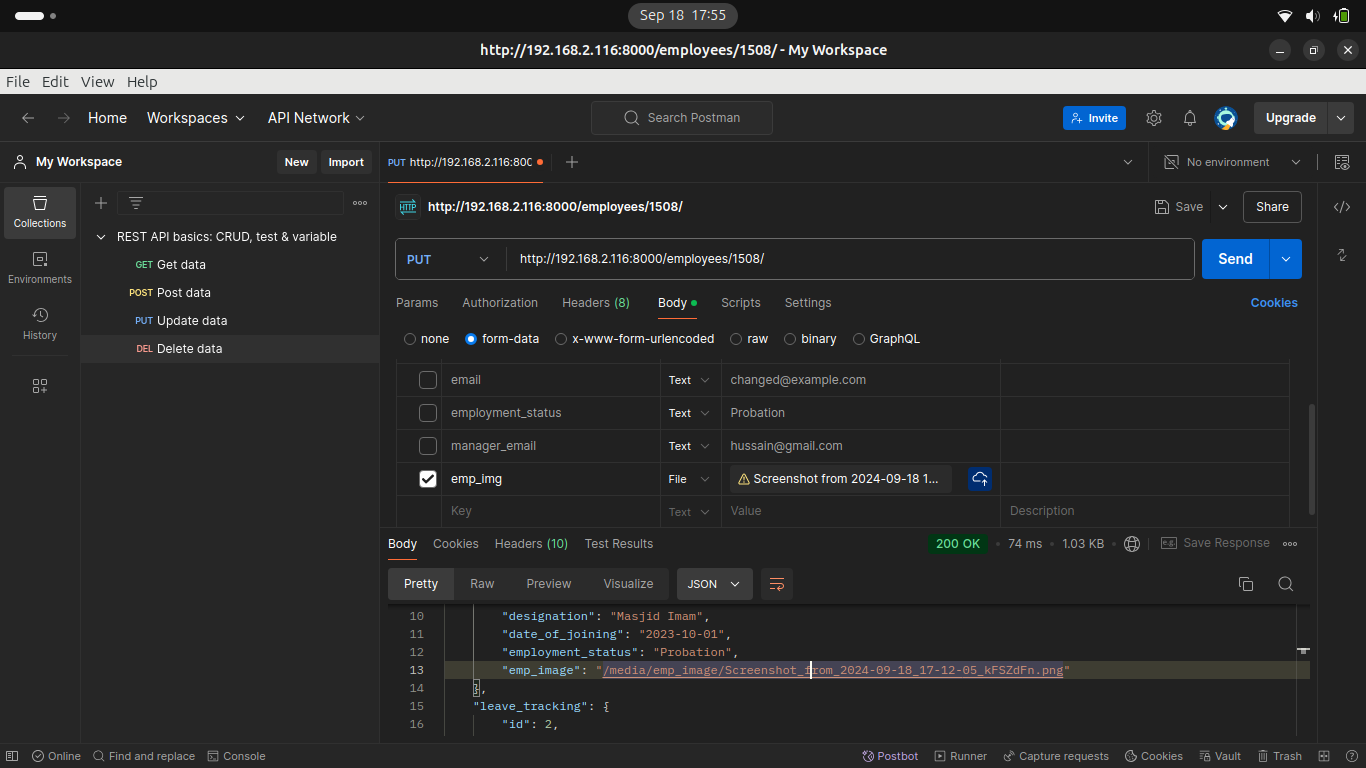 Sep 18 17:55
http://192.168.2.116:8000/employees/1508/ - My Workspace
File Edit View Help
Home Workspaces API Network Search Postman Invite Upgrade
My Workspace New Import PUT http://192.168.2.116:800 No environment
Collections
Environments
History
REST API basics: CRUD, test & variable
GET Get data
POST Post data
PUT Update data
DEL Delete data
HTTP http://192.168.2.116:8000/employees/1508/ Save Share
PUT http://192.168.2.116:8000/employees/1508/ Send
Params Authorization Headers (8) Body Scripts Settings Cookies
none form-data x-www-form-urlencoded raw binary GraphQL
email Text changed@example.com
employment_status Text Probation
manager_email Text hussain@gmail.com
emp_img File Screenshot from 2024-09-18 1...
Key Text Value Description
Body Cookies Headers (10) Test Results 200 OK 74 ms 1.03 KB e.g. Save Response
Pretty Raw Preview Visualize JSON
10 "designation": "Masjid Imam",
11 "date_of_joining": "2023-10-01",
12 "employment_status": "Probation",
13 "emp_image": "/media/emp_image/Screenshot_from_2024-09-18_17-12-05_kFSZdFn.png"
14 },
15 "leave_tracking": {
16 "id": 2,
Online Find and replace Console Postbot Runner Capture requests Cookies Vault Trash